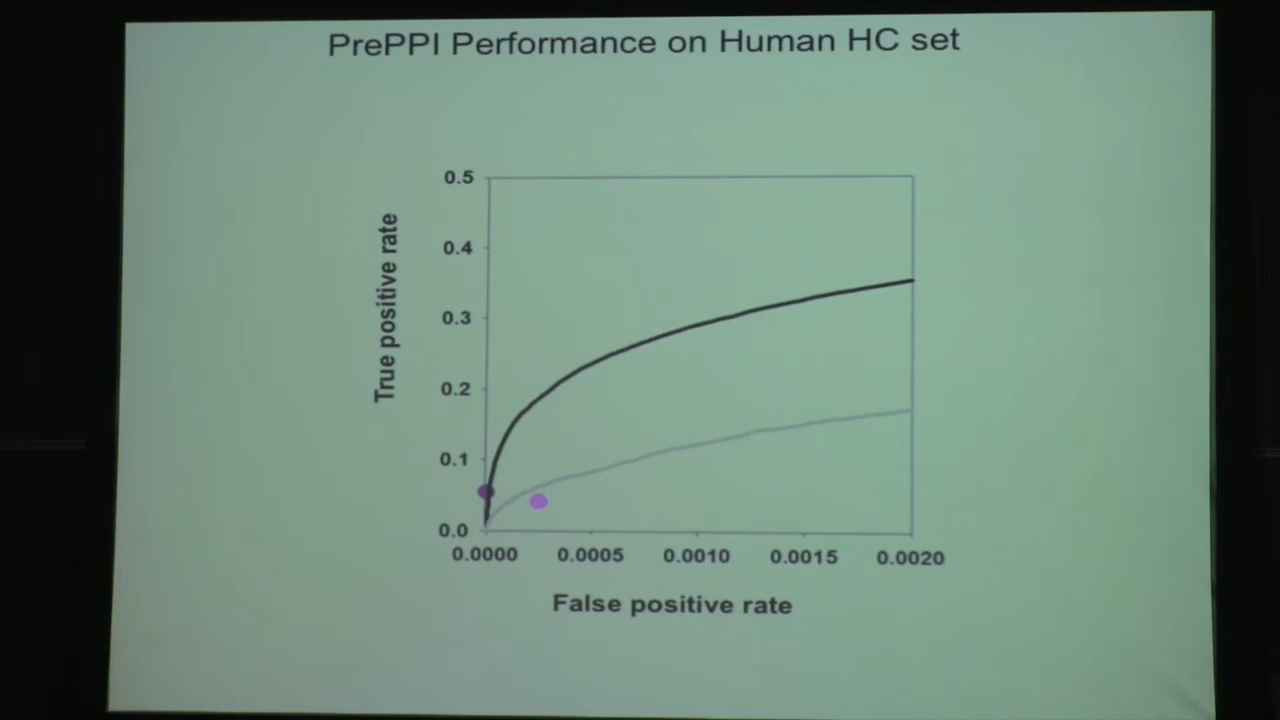 PrePPI Performance on Human HC set
True positive rate
0.5
0.4
0.3
0.2
0.1
0.0
0.0000 0.0005 0.0010 0.0015 0.0020
False positive rate